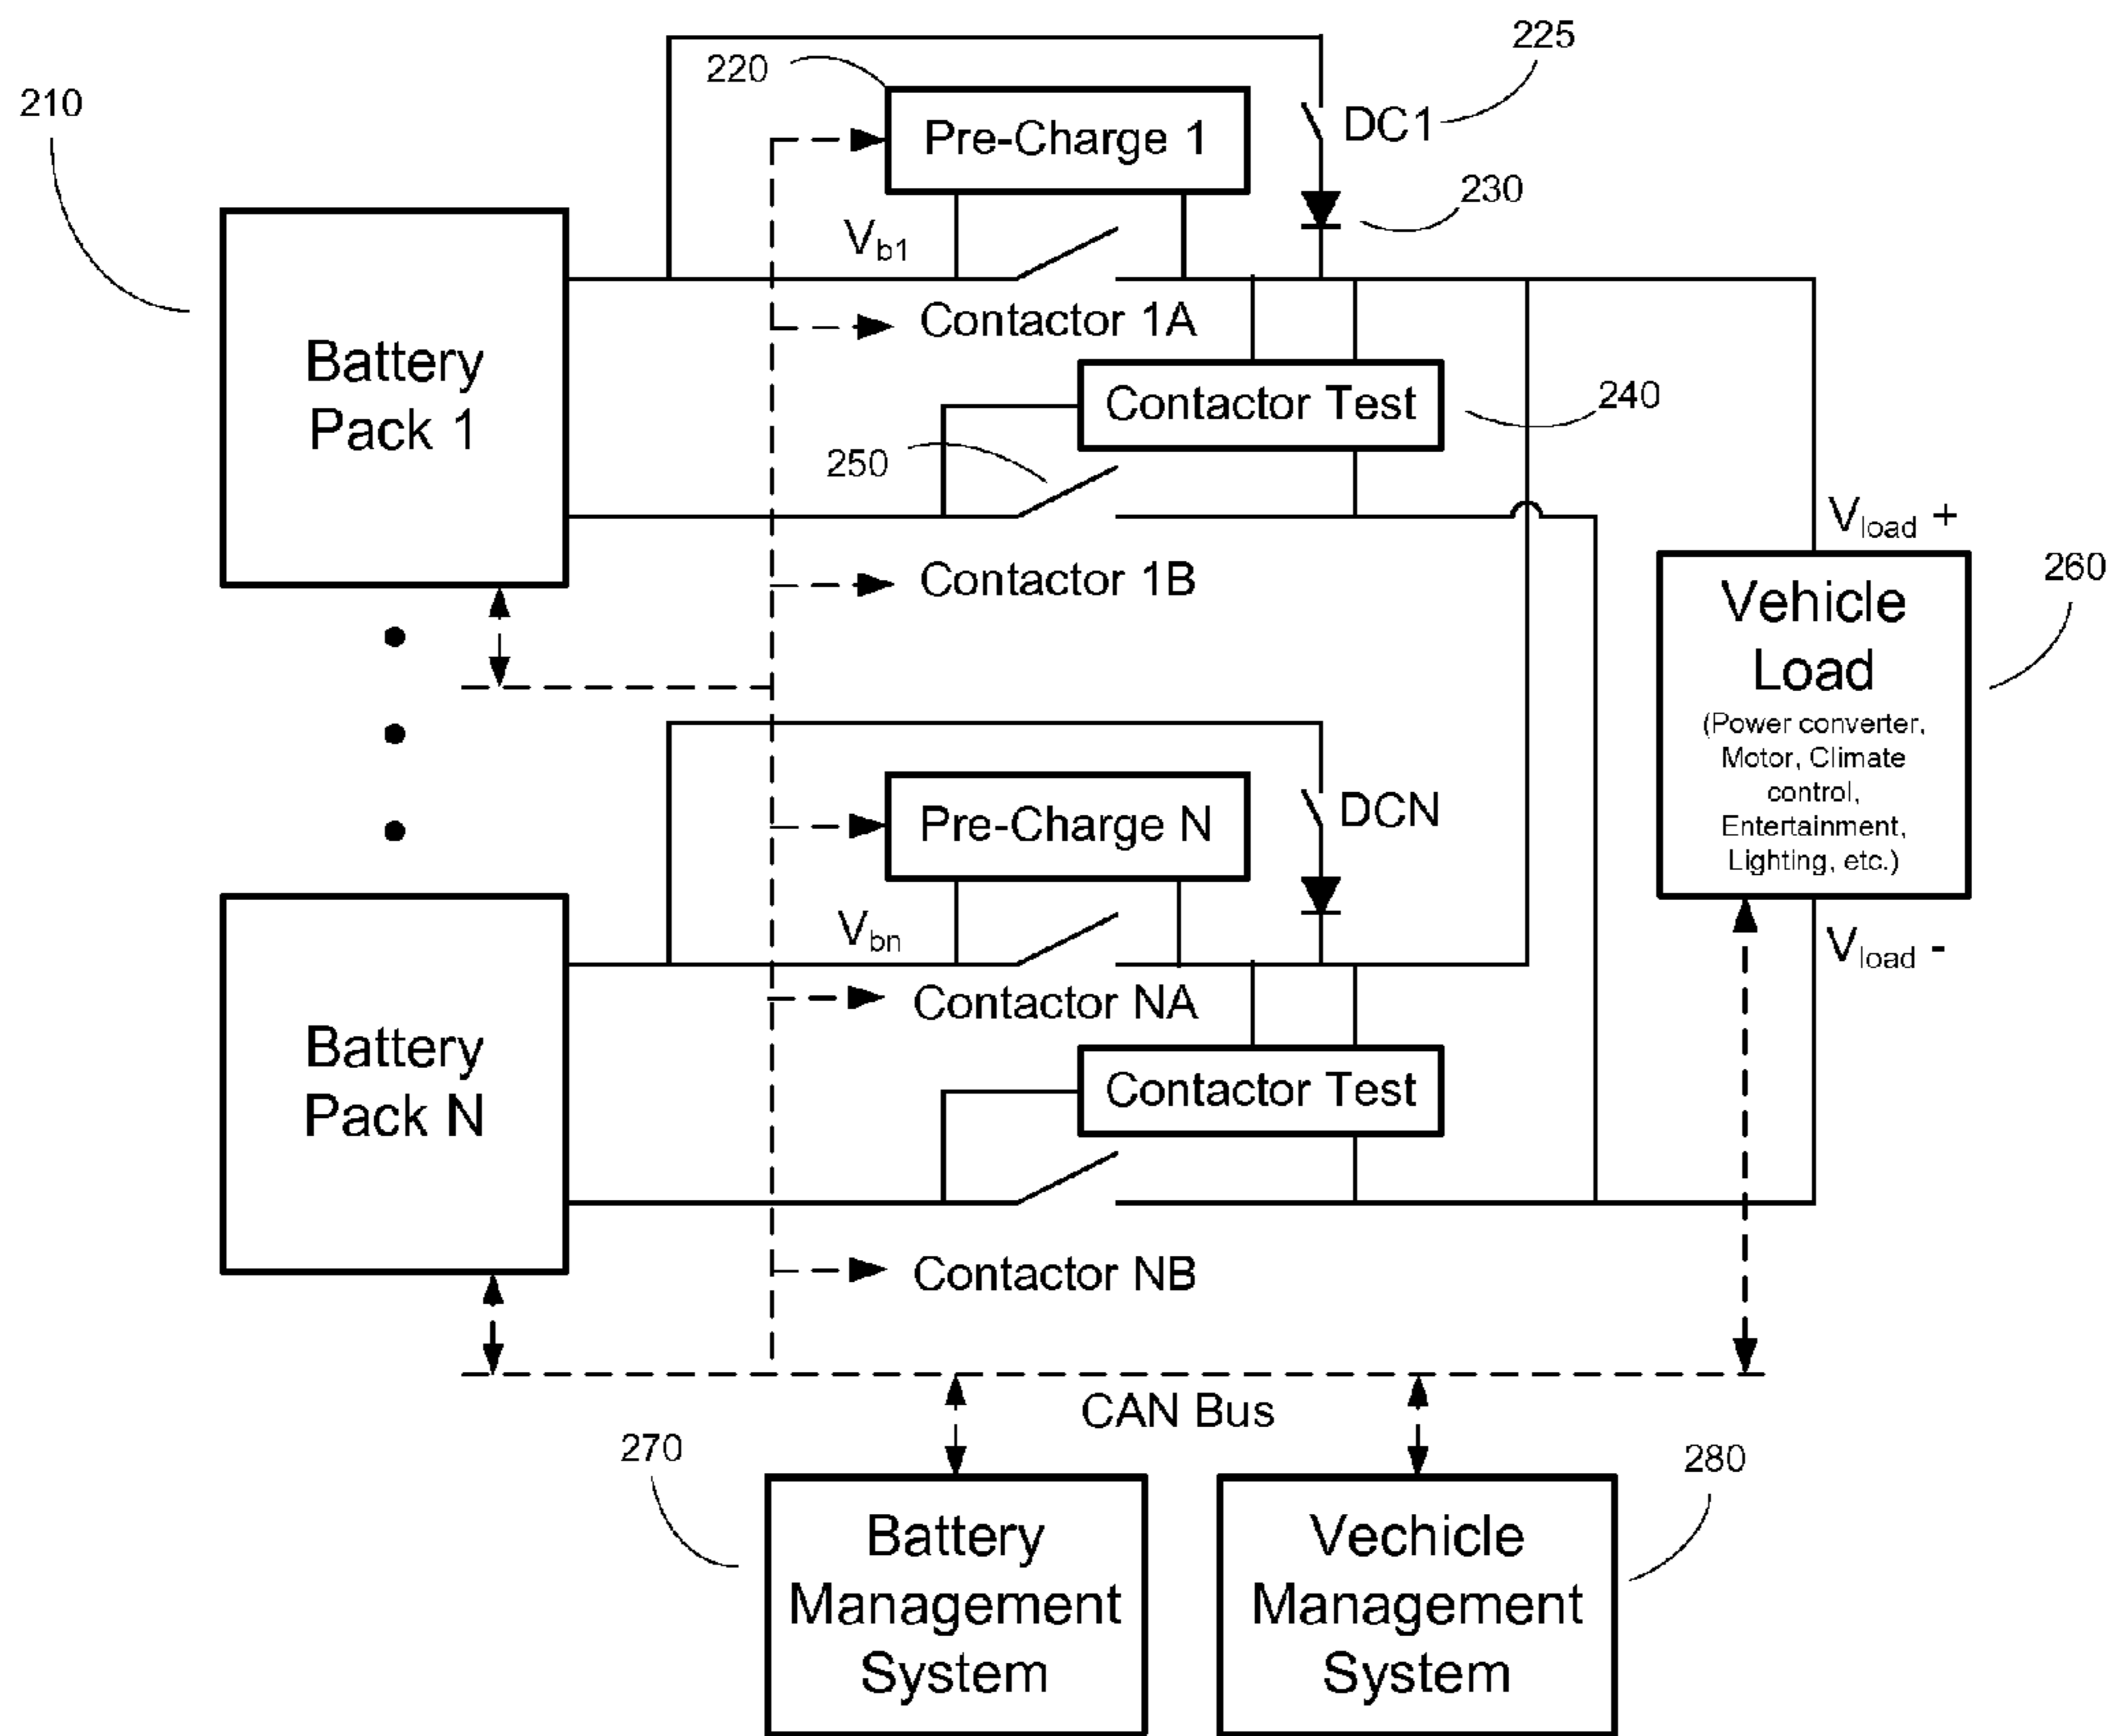 225
220
210
DC1
Pre-Charge 1
230
Vb1
Contactor 1A
Battery
Pack 1
Contactor Test
240
250
Vload +
Contactor 1B
260
Vehicle
Load
(Power converter,
Motor, Climate
control,
Entertainment,
Lighting, etc.)
Pre-Charge N
DCN
Vbn
Vload -
Contactor NA
Battery
Pack N
Contactor Test
Contactor NB
CAN Bus
270
280
Battery
Management
System
Vechicle
Management
System